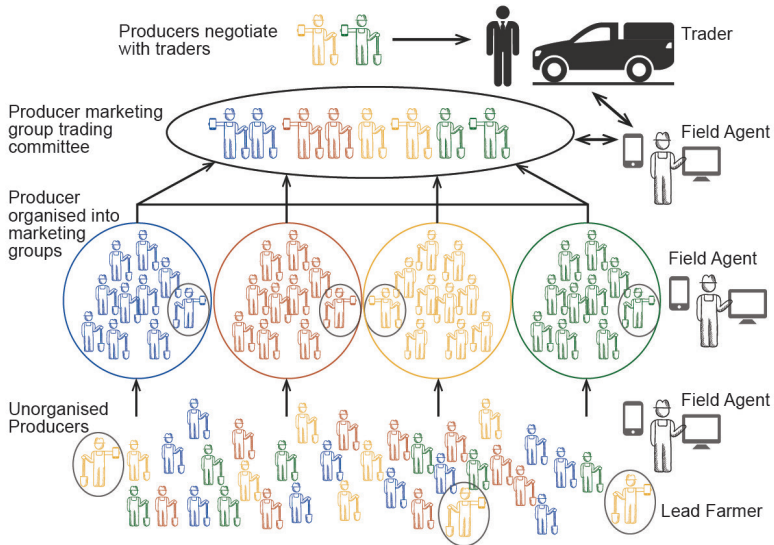 Producers negotiate
with traders
Trader
Producer marketing
group trading
committee
Field Agent
Producer
organised into
marketing
groups
Field Agent
Unorganised
Producers
Field Agent
Lead Farmer